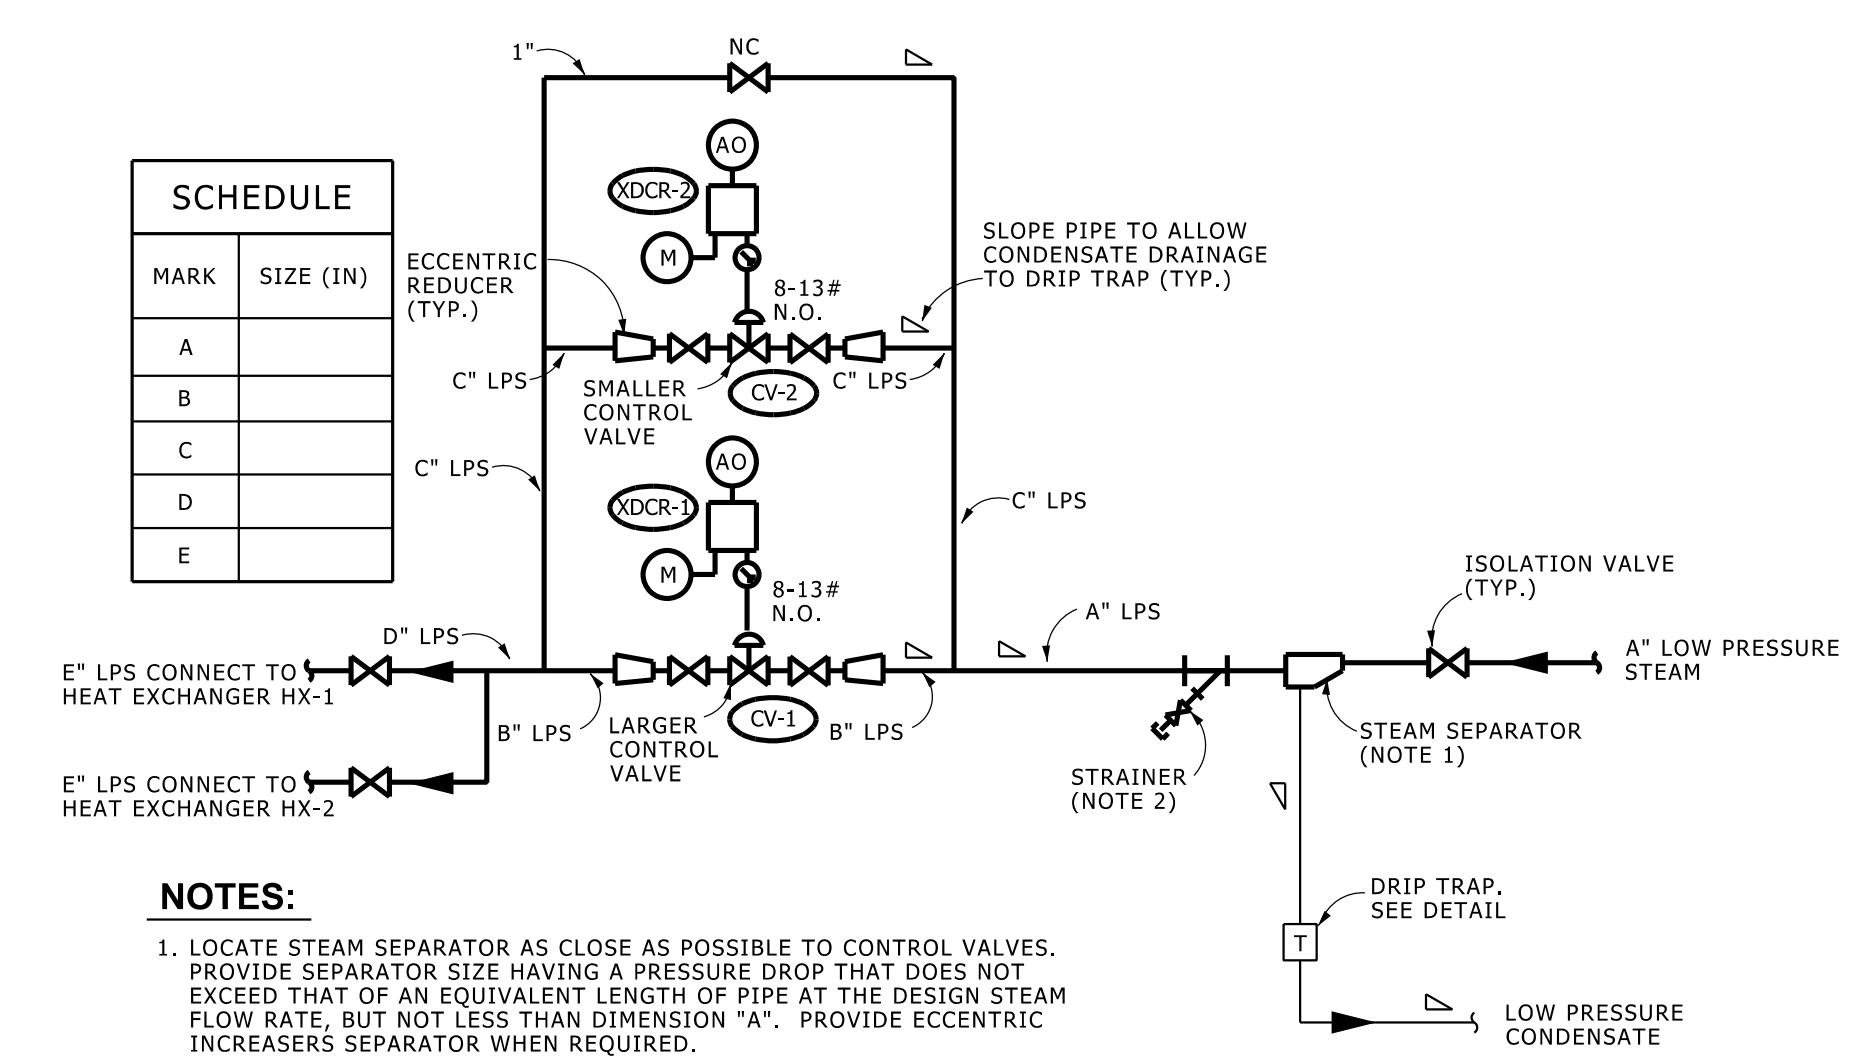 1"
NC
AO
XDCR-2
M
SCHEDULE
MARK
SIZE (IN)
A
B
C
D
E
ECCENTRIC
REDUCER
(TYP.)
8-13#
N.O.
SLOPE PIPE TO ALLOW
CONDENSATE DRAINAGE
TO DRIP TRAP (TYP.)
C" LPS
SMALLER
CONTROL
VALVE
CV-2
C" LPS
AO
C" LPS
XDCR-1
C" LPS
M
8-13#
N.O.
ISOLATION VALVE
(TYP.)
A" LPS
D" LPS
E" LPS CONNECT TO
HEAT EXCHANGER HX-1
A" LOW PRESSURE
STEAM
B" LPS
LARGER
CONTROL
VALVE
CV-1
B" LPS
STEAM SEPARATOR
(NOTE 1)
STRAINER
(NOTE 2)
E" LPS CONNECT TO
HEAT EXCHANGER HX-2
DRIP TRAP.
SEE DETAIL
T
LOW PRESSURE
CONDENSATE
NOTES:
1. LOCATE STEAM SEPARATOR AS CLOSE AS POSSIBLE TO CONTROL VALVES.
PROVIDE SEPARATOR SIZE HAVING A PRESSURE DROP THAT DOES NOT
EXCEED THAT OF AN EQUIVALENT LENGTH OF PIPE AT THE DESIGN STEAM
FLOW RATE, BUT NOT LESS THAN DIMENSION "A". PROVIDE ECCENTRIC
INCREASERS SEPARATOR WHEN REQUIRED.